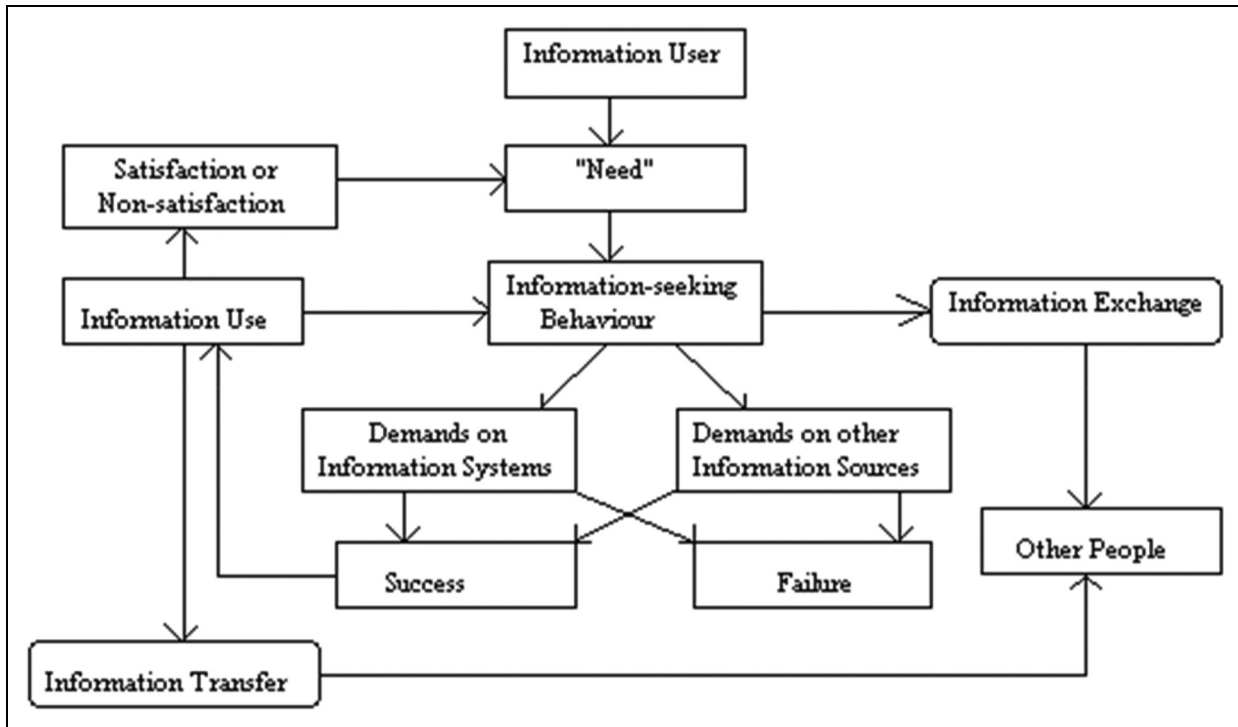 Information User
"Need"
Satisfaction or
Non-satisfaction
Information-seeking
Behaviour
Information Use
Information Exchange
Demands on
Information Systems
Demands on other
Information Sources
Success
Failure
Other People
Information Transfer